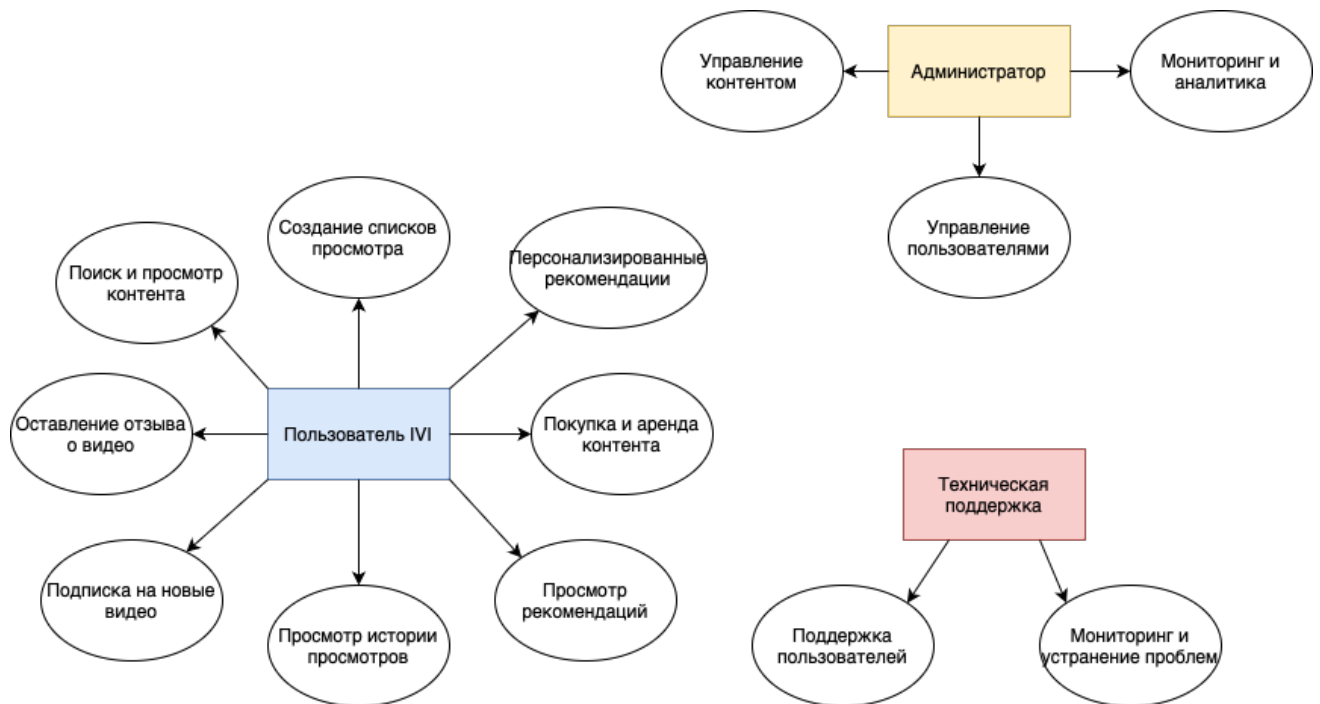 Управление
контентом
Администратор
Мониторинг и
аналитика
Управление
пользователями
Создание списков
просмотра
Персонализированные
рекомендации
Поиск и просмотр
контента
Оставление отзыва
о видео
Пользователь IVI
Покупка и аренда
контента
Техническая
поддержка
Подписка на новые
видео
Просмотр истории
просмотров
Просмотр
рекомендаций
Поддержка
пользователей
Мониторинг и
устранение проблем